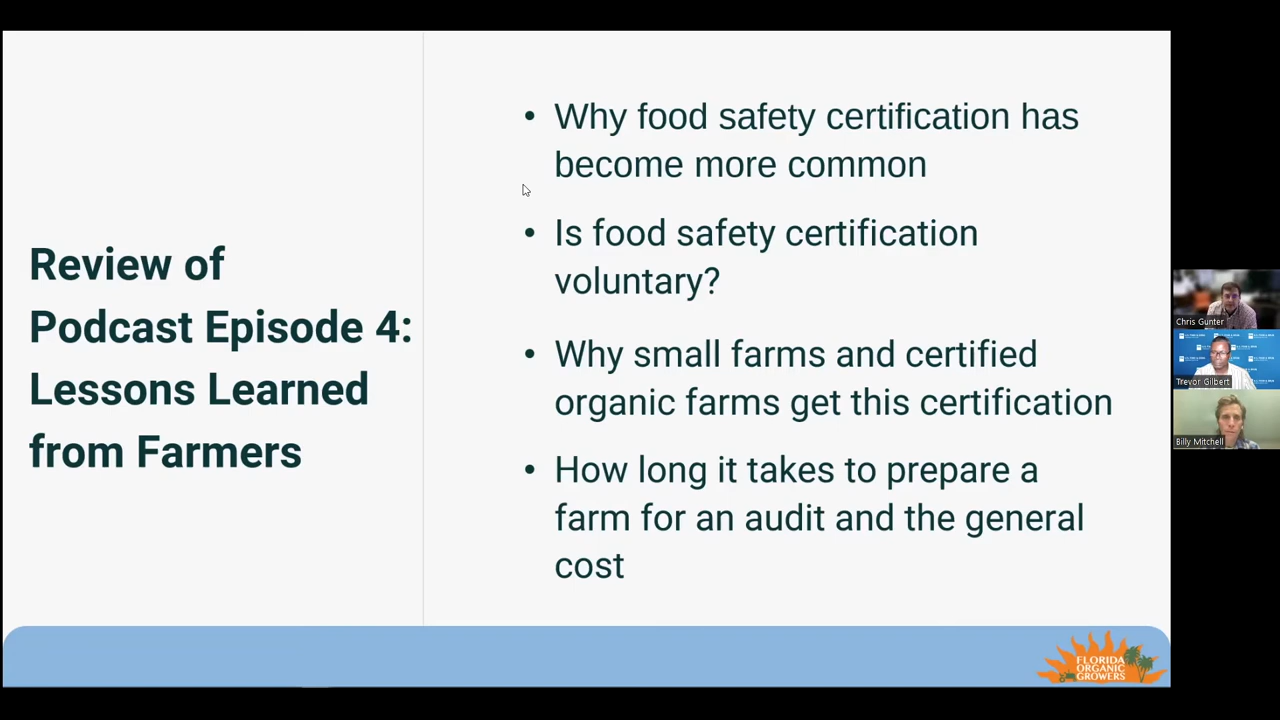 Review of
Podcast Episode 4:
Lessons Learned
from Farmers
• Why food safety certification has
become more common
• Is food safety certification
voluntary?
• Why small farms and certified
organic farms get this certification
• How long it takes to prepare a
farm for an audit and the general
cost
FLORIDA
ORGANIC
GROWERS
Chris Gunter
Trevor Gilbert
Billy Mitchell